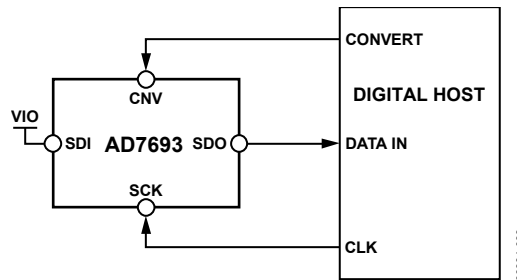 CONVERT
CNV
DIGITAL HOST
VIO
SDI AD7693 SDO
DATA IN
SCK
CLK